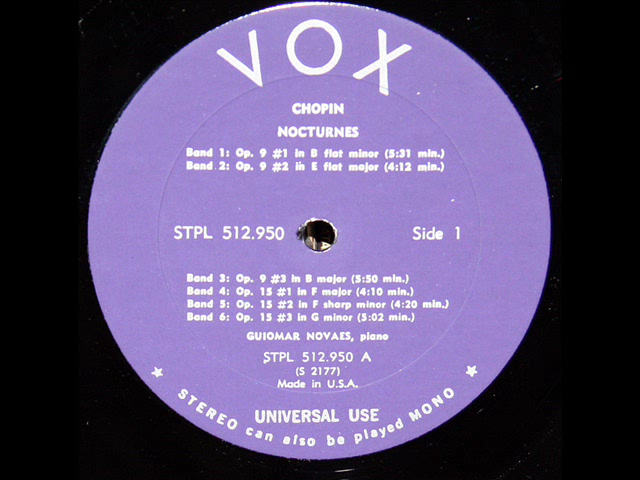 VOX
CHOPIN
NOCTURNES
Band 1: Op. 9 #1 in B flat minor (5:31 min.)
Band 2: Op. 9 #2 in E flat major (4:12 min.)
STPL 512.950 Side 1
Band 3: Op. 9 #3 in B major (5:50 min.)
Band 4: Op. 15 #1 in F major (4:10 min.)
Band 5: Op. 15 #2 in F sharp minor (4:20 min.)
Band 6: Op. 15 #3 in G minor (5:02 min.)
GUIOMAR NOVAES, piano
STPL 512.950 A
(S 2177)
Made in U.S.A.
UNIVERSAL USE
★ STEREO can also be played MONO ★